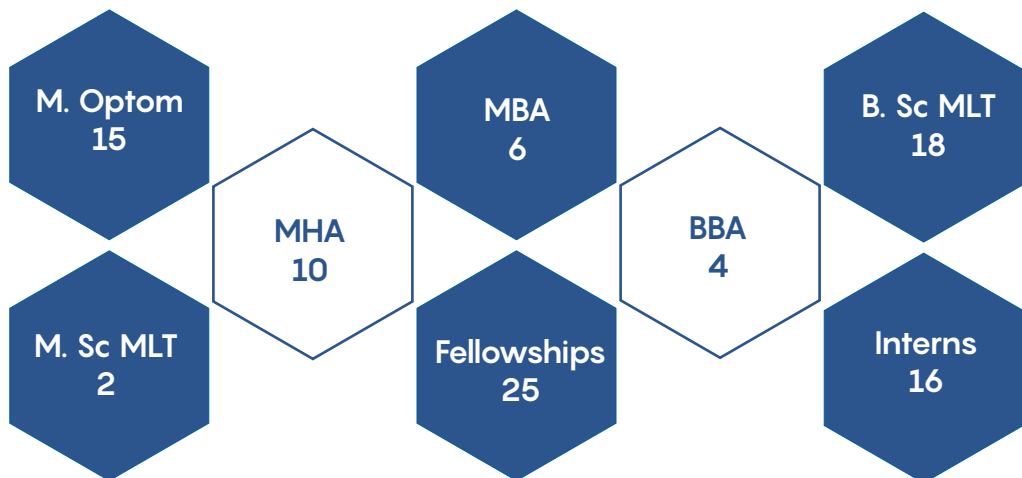 M. Optom
15
MBA
6
B. Sc MLT
18
MHA
10
BBA
4
M. Sc MLT
2
Fellowships
25
Interns
16